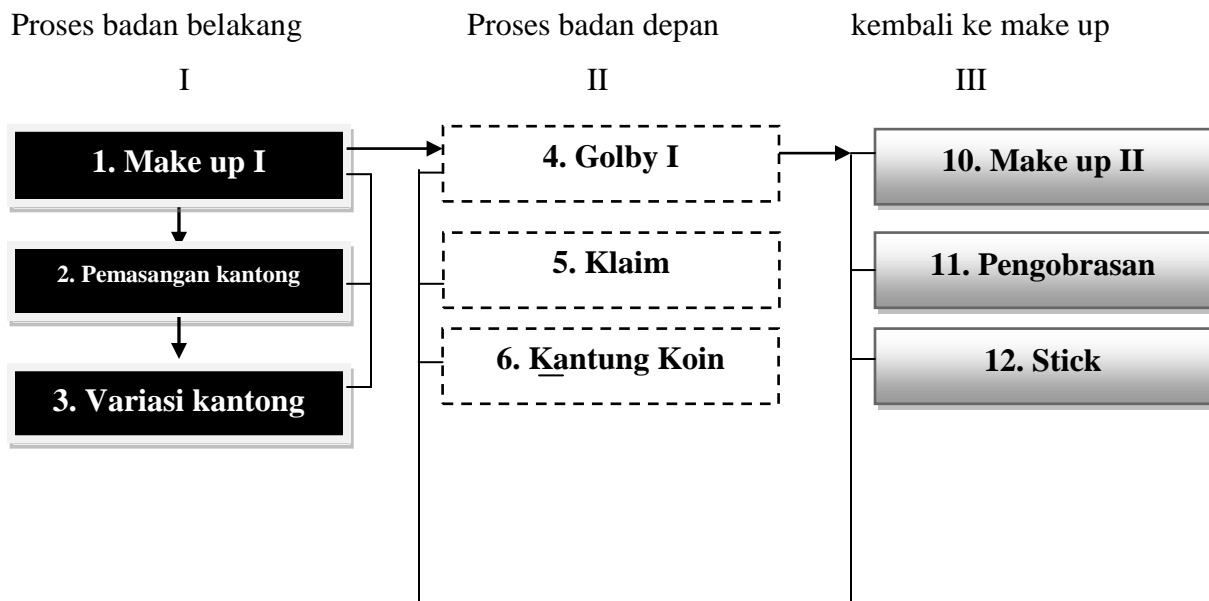 Proses badan belakang
I
1. Make up I
2. Pemasangan kantong
3. Variasi kantong
Proses badan depan
II
4. Golby I
5. Klaim
6. Kantung Koin
kembali ke make up
III
10. Make up II
11. Pengobrasan
12. Stick